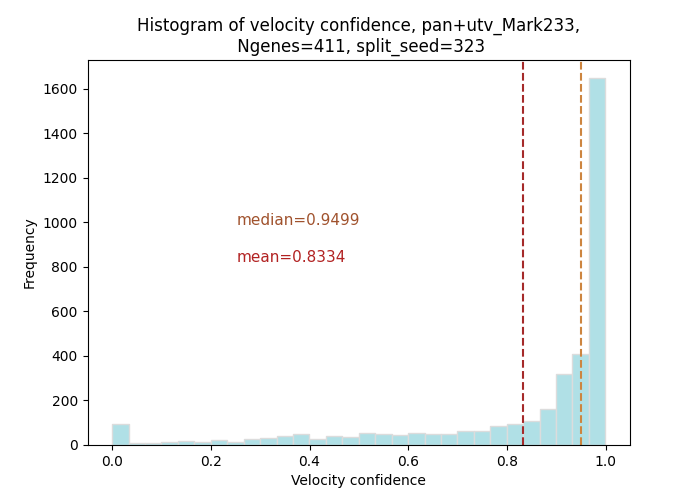 Histogram of velocity confidence, pan+utv_Mark233,
Ngenes=411, split_seed=323
1600
1400
1200
1000
800
600
400
200
0
Frequency
median=0.9499
mean=0.8334
0.0 0.2 0.4 0.6 0.8 1.0
Velocity confidence